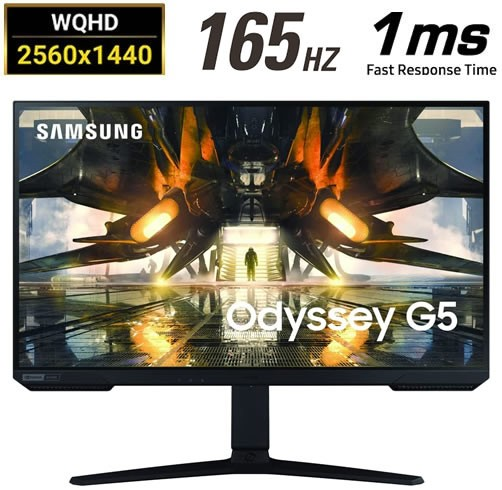 WQHD
2560x1440
165HZ
1ms
Fast Response Time
SAMSUNG
Odyssey G5